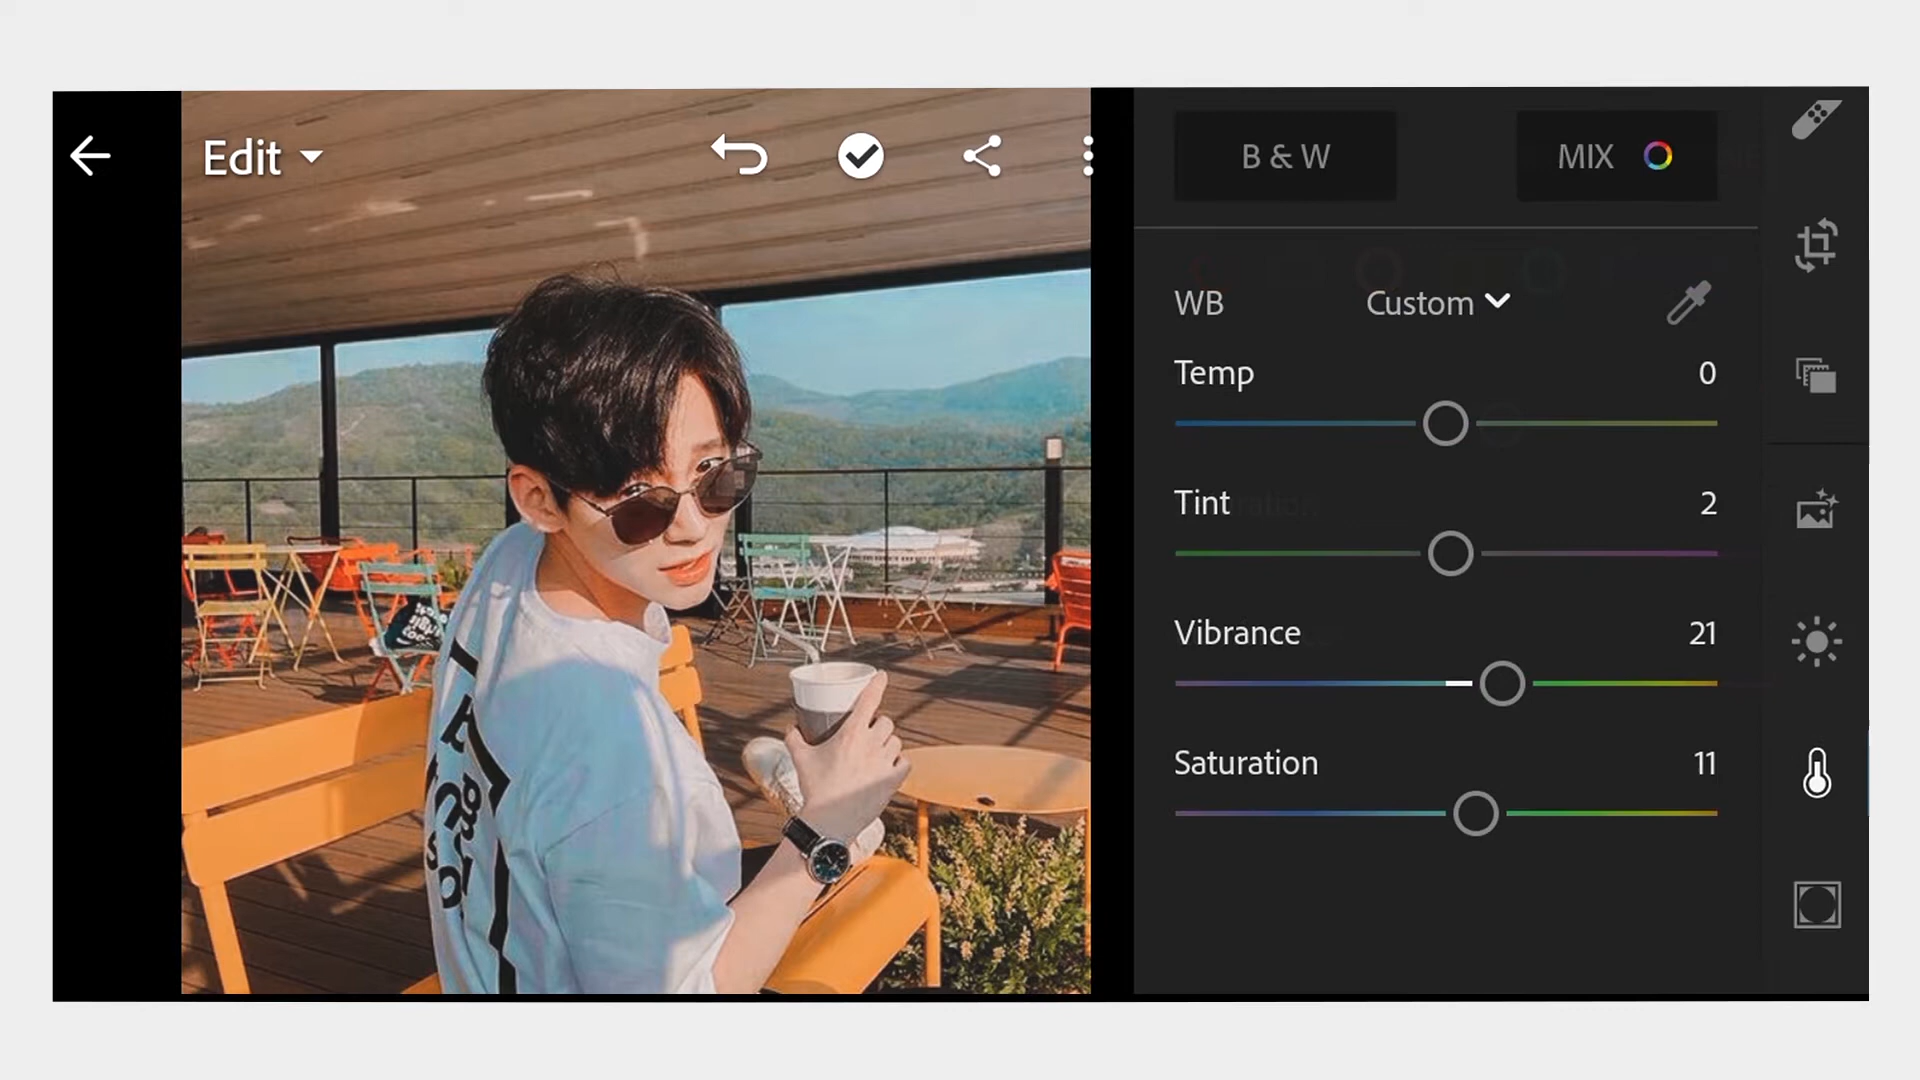 Edit
B & W
MIX
WB
Custom
Temp
0
Tint
2
Vibrance
21
Saturation
11